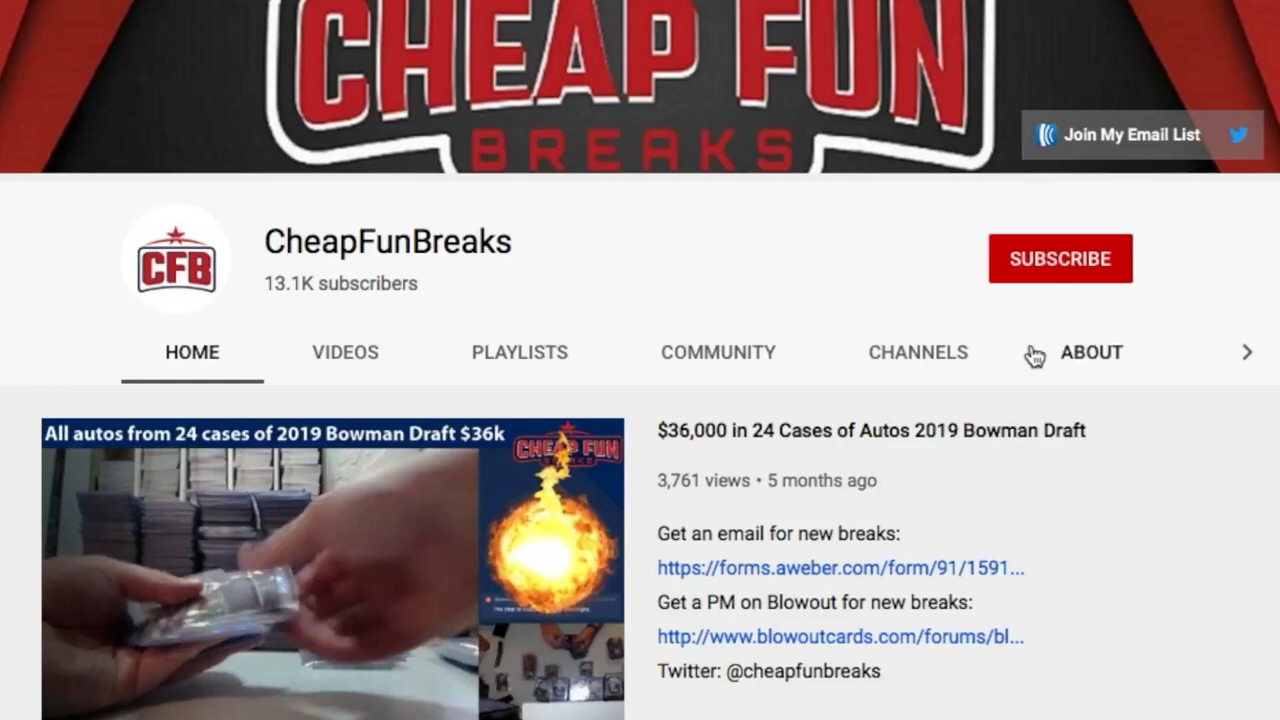 CHEAP FUN
BREAKS
Join My Email List
CFB
CheapFunBreaks
13.1K subscribers
SUBSCRIBE
HOME
VIDEOS
PLAYLISTS
COMMUNITY
CHANNELS
ABOUT
All autos from 24 cases of 2019 Bowman Draft $36k
CHEAP FUN
BREAKS
$36,000 in 24 Cases of Autos 2019 Bowman Draft
3,761 views • 5 months ago
Get an email for new breaks:
https://forms.aweber.com/form/91/1591...
Get a PM on Blowout for new breaks:
http://www.blowoutcards.com/forums/bl...
Twitter: @cheapfunbreaks